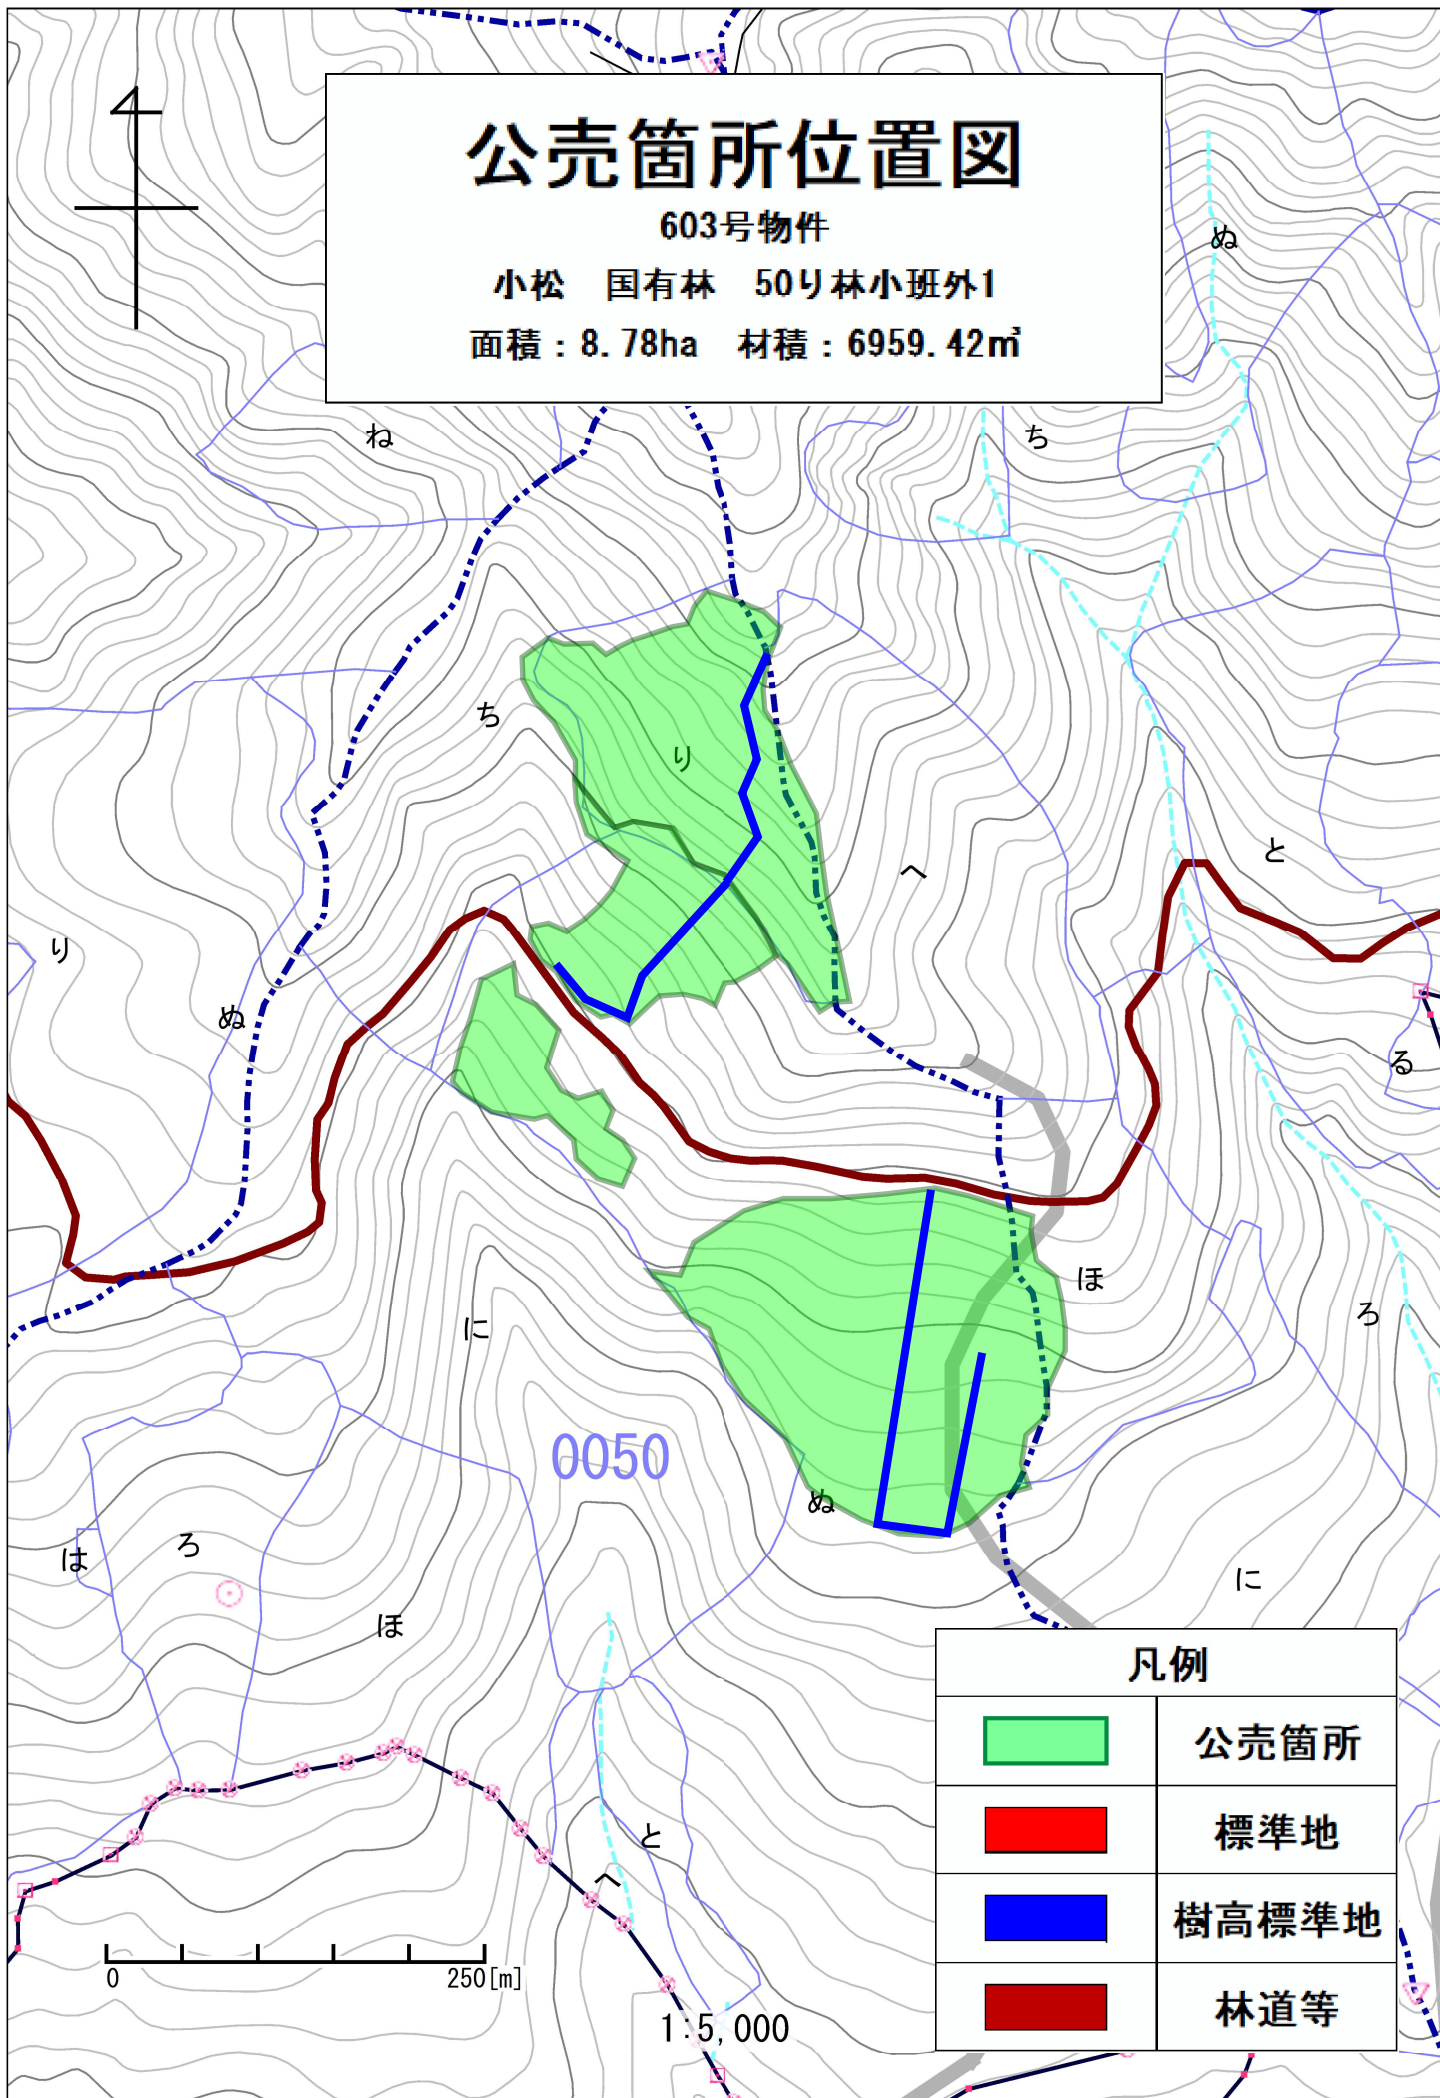 公売箇所位置図
603号物件
小松　国有林　50り林小班外1
面積：8.78ha　材積：6959.42㎥
ぬ
ね
ち
ち
り
へ
と
り
ぬ
る
ほ
ろ
に
0050
ぬ
は
ろ
ほ
に
と
へ
0
250[m]
1:5,000
凡例
公売箇所
標準地
樹高標準地
林道等